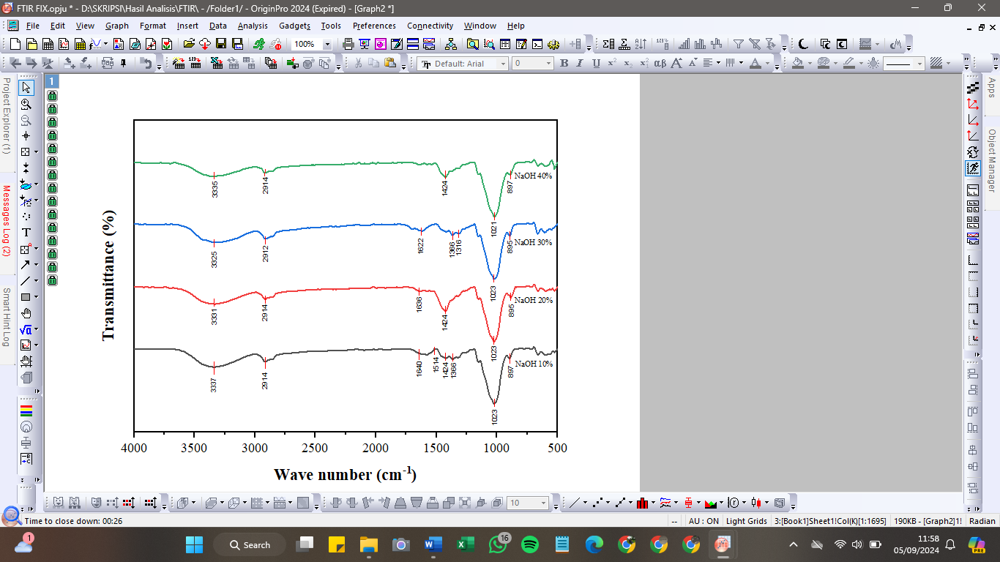 FTIR FIX.opju * - D:\SKRIPSI\Hasil Analisis\FTIR\ - /Folder1/ - OriginPro 2024 (Expired) - [Graph2 *]
File Edit View Graph Format Insert Data Analysis Gadgets Tools Preferences Connectivity Window Help
100%
Default: Arial 0 B I U
Project Explorer (1)
Messages Log (2)
Smart Hint Log
Apps
Object Manager
1
Transmittance (%)
3335 2914 1424 1021 897 NaOH 40%
3325 2912 1622 1366 1316 1023 895 NaOH 30%
3331 2914 1636 1424 1023 895 NaOH 20%
3337 2914 1640 1514 1424 1366 1023 897 NaOH 10%
4000 3500 3000 2500 2000 1500 1000 500
Wave number (cm-1)
10
Time to close down: 00:26 -- AU : ON Light Grids 3:[Book1]Sheet1!Col(K)[1:1695] 190KB - [Graph2]1! Radian
1 Search 16 11:58
05/09/2024
PRE